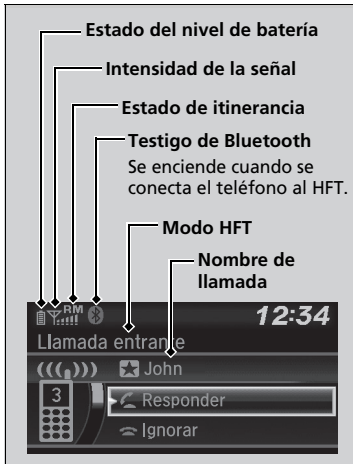 Estado del nivel de batería
Intensidad de la señal
Estado de itinerancia
Testigo de Bluetooth
Se enciende cuando se
conecta el teléfono al HFT.
Modo HFT
Nombre de
llamada
RM
12:34
Llamada entrante
John
3
Responder
Ignorar